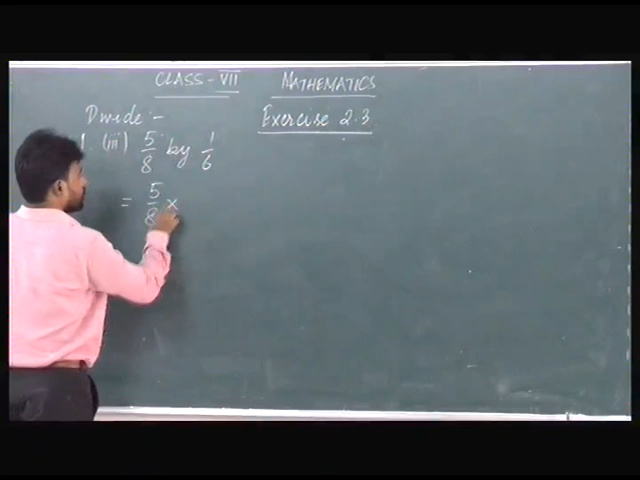 CLASS - VII MATHEMATICS
Divide :- Exercise 2.3
1. (iii) 5/8 by 1/6
= 5/8 ×